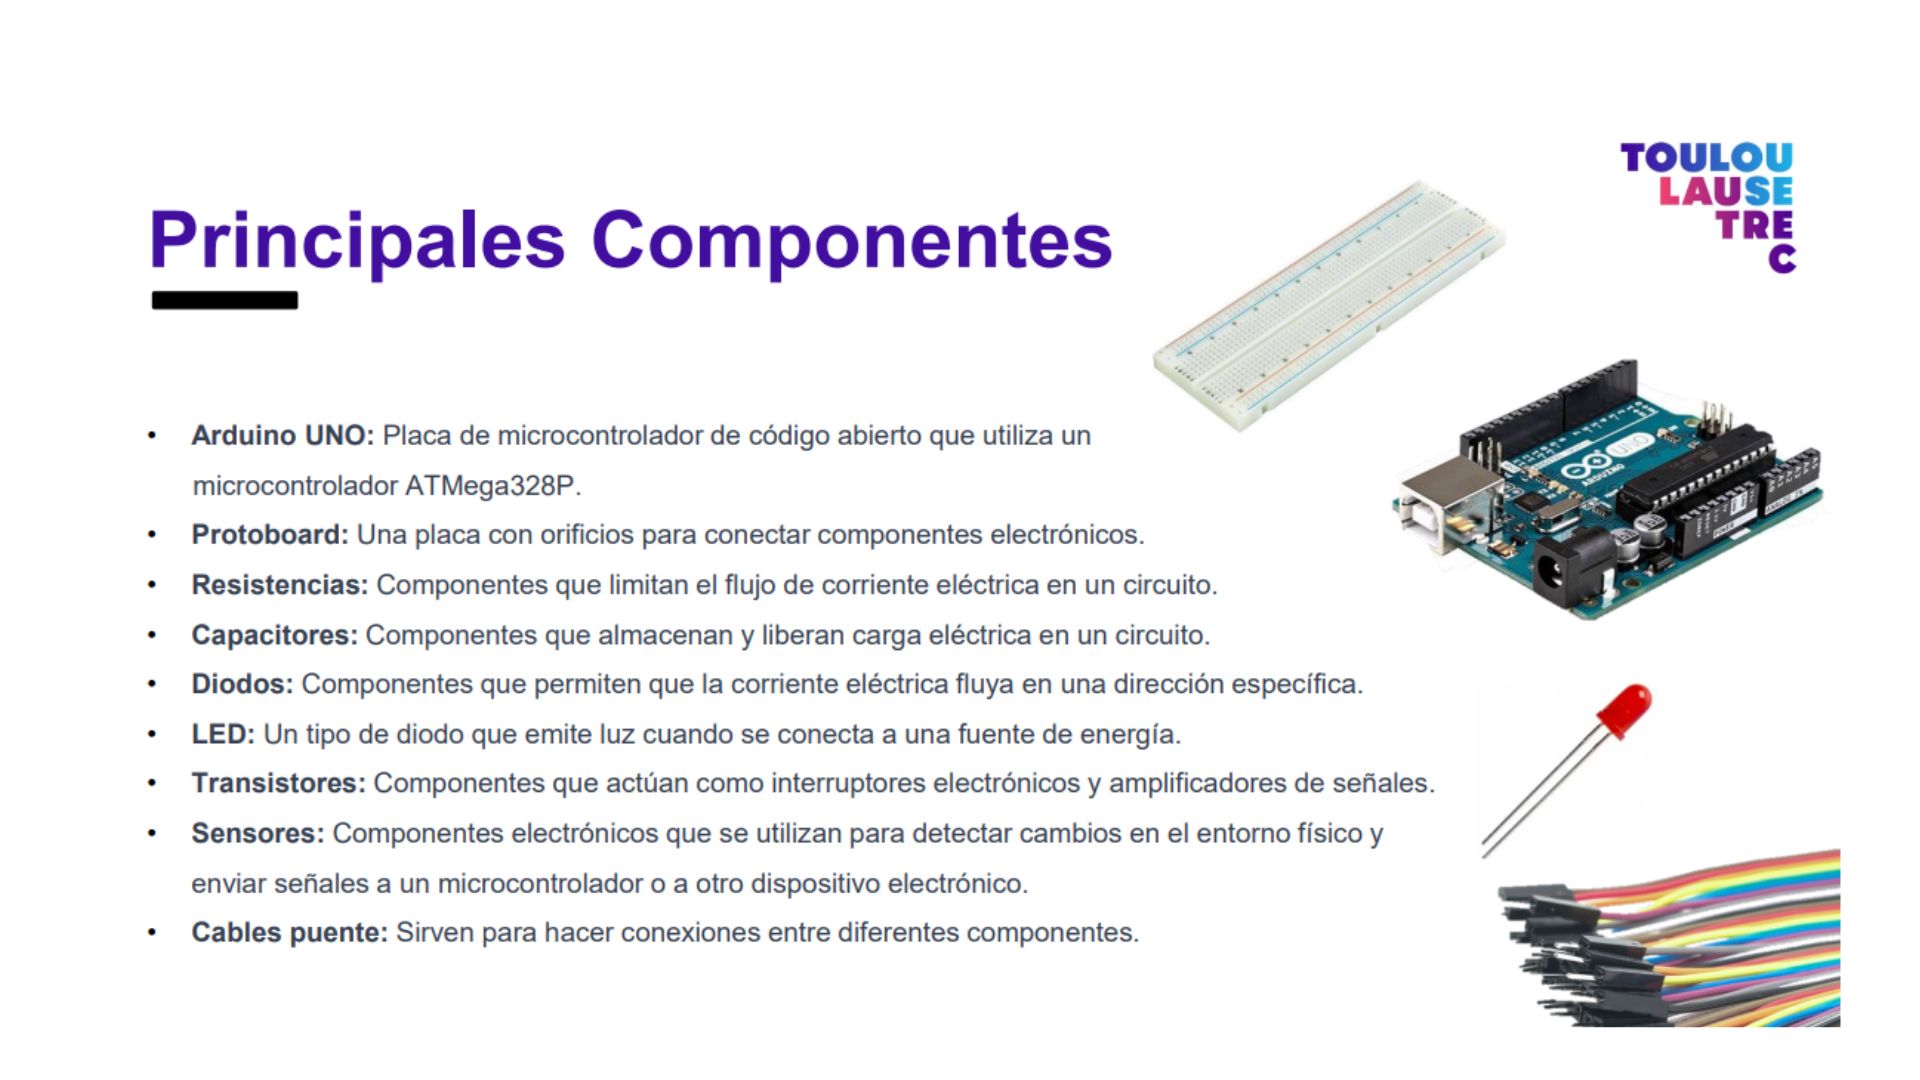 TOULOU
LAUSE
TRE
C
Principales Componentes
• Arduino UNO: Placa de microcontrolador de código abierto que utiliza un
microcontrolador ATMega328P.
• Protoboard: Una placa con orificios para conectar componentes electrónicos.
• Resistencias: Componentes que limitan el flujo de corriente eléctrica en un circuito.
• Capacitores: Componentes que almacenan y liberan carga eléctrica en un circuito.
• Diodos: Componentes que permiten que la corriente eléctrica fluya en una dirección específica.
• LED: Un tipo de diodo que emite luz cuando se conecta a una fuente de energía.
• Transistores: Componentes que actúan como interruptores electrónicos y amplificadores de señales.
• Sensores: Componentes electrónicos que se utilizan para detectar cambios en el entorno físico y
enviar señales a un microcontrolador o a otro dispositivo electrónico.
• Cables puente: Sirven para hacer conexiones entre diferentes componentes.
UNO
ARDUINO
POWER
ANALOG IN